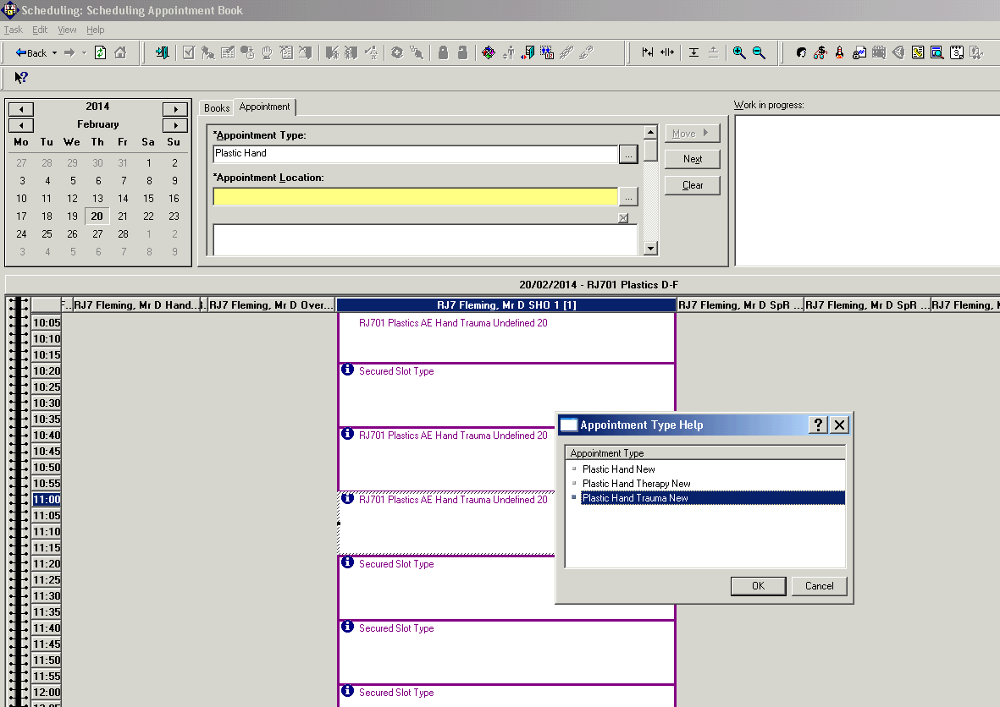 Scheduling: Scheduling Appointment Book
Task Edit View Help
Back
2014
February
Mo Tu We Th Fr Sa Su
27 28 29 30 31 1 2
3 4 5 6 7 8 9
10 11 12 13 14 15 16
17 18 19 20 21 22 23
24 25 26 27 28 1 2
3 4 5 6 7 8 9
Books Appointment
*Appointment Type:
Plastic Hand
...
*Appointment Location:
...
Move
Next
Clear
Work in progress:
20/02/2014 - RJ701 Plastics D-F
F... RJ7 Fleming, Mr D Hand... RJ7 Fleming, Mr D Over... RJ7 Fleming, Mr D SHO 1 [1] RJ7 Fleming, Mr D SpR ... RJ7 Fleming, Mr D SpR ... RJ7 Fleming,
10:05 RJ701 Plastics AE Hand Trauma Undefined 20
10:10
10:15
10:20 Secured Slot Type
10:25
10:30
10:35
10:40 RJ701 Plastics AE Hand Trauma Undefined 20
10:45
10:50
10:55
11:00 RJ701 Plastics AE Hand Trauma Undefined 20
11:05
11:10
11:15
11:20 Secured Slot Type
11:25
11:30
11:35
11:40 Secured Slot Type
11:45
11:50
11:55
12:00 Secured Slot Type
Appointment Type Help
Appointment Type
Plastic Hand New
Plastic Hand Therapy New
Plastic Hand Trauma New
OK Cancel